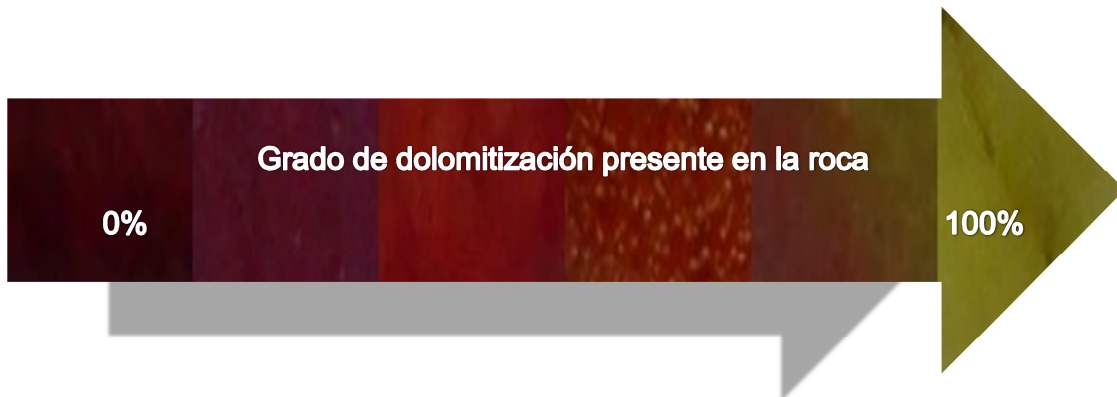 Grado de dolomitización presente en la roca
0% 100%